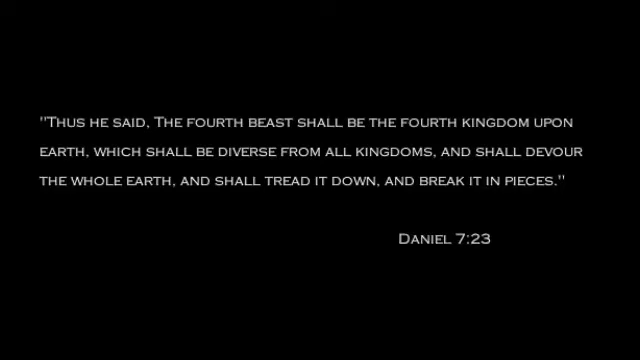 "Thus he said, The fourth beast shall be the fourth kingdom upon
earth, which shall be diverse from all kingdoms, and shall devour
the whole earth, and shall tread it down, and break it in pieces."
Daniel 7:23